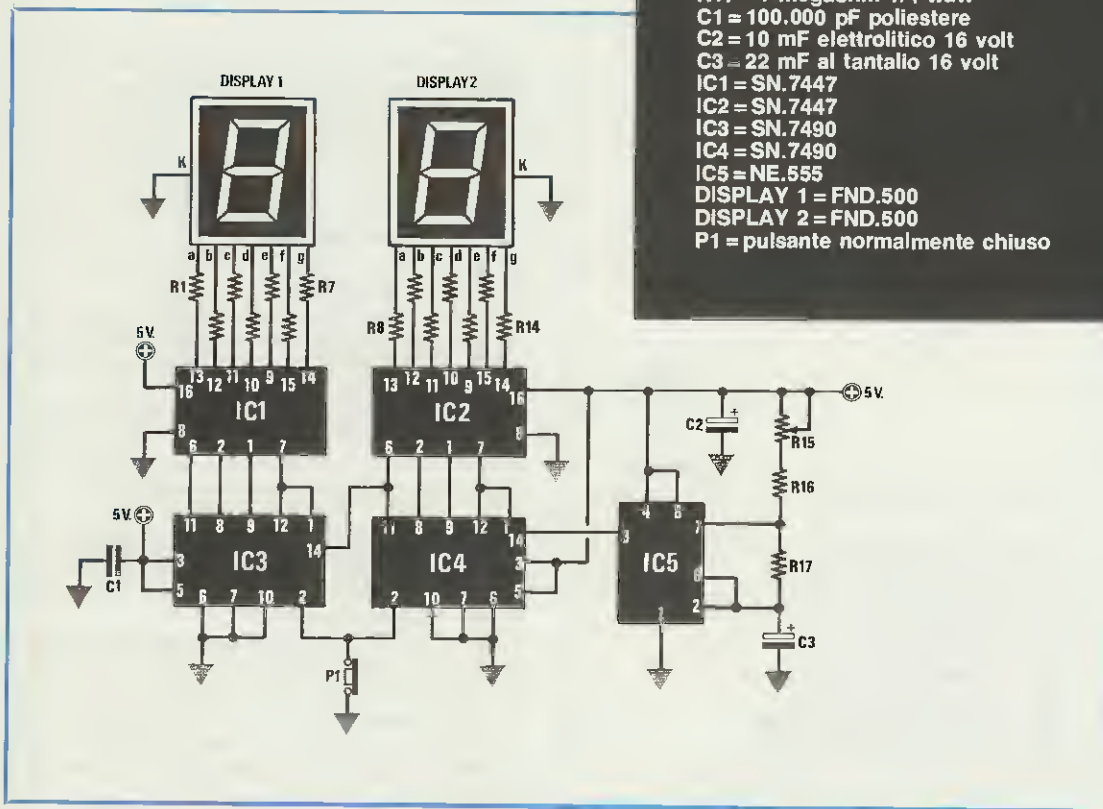 C1 = 100.000 pF poliestere
C2 = 10 mF elettrolitico 16 volt
C3 = 22 mF al tantalio 16 volt
IC1 = SN.7447
IC2 = SN.7447
IC3 = SN.7490
IC4 = SN.7490
IC5 = NE.555
DISPLAY 1 = FND.500
DISPLAY 2 = FND.500
P1 = pulsante normalmente chiuso
DISPLAY 1 DISPLAY 2
K K
a b c d e f g a b c d e f g
R1 R7 R8 R14
5V.
13 12 11 10 9 15 14 13 12 11 10 9 15 14
16 IC1 IC2 16 5V.
8 8 C2 + R15
6 2 1 7 6 2 1 7
R16
5V. 11 8 9 12 1 11 8 9 12 1 4 8
14 14 7
3 IC3 IC4 3 3 IC5 R17
C1 5 5 6
6 7 10 2 2 10 7 6 2
1 + C3
P1